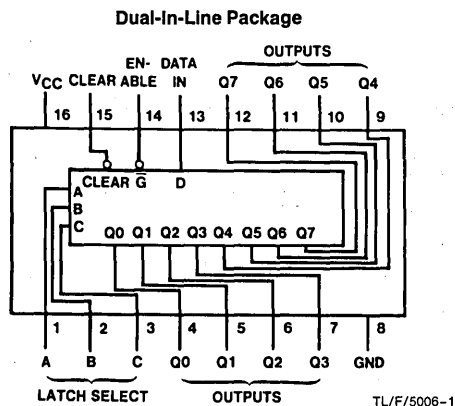 Dual-In-Line Package
OUTPUTS
EN- DATA
VCC CLEAR ABLE IN Q7 Q6 Q5 Q4
16 15 14 13 12 11 10 9
CLEAR G D
A
B
C
Q0 Q1 Q2 Q3 Q4 Q5 Q6 Q7
1 2 3 4 5 6 7 8
A B C Q0 Q1 Q2 Q3 GND
LATCH SELECT OUTPUTS
TL/F/5006-1